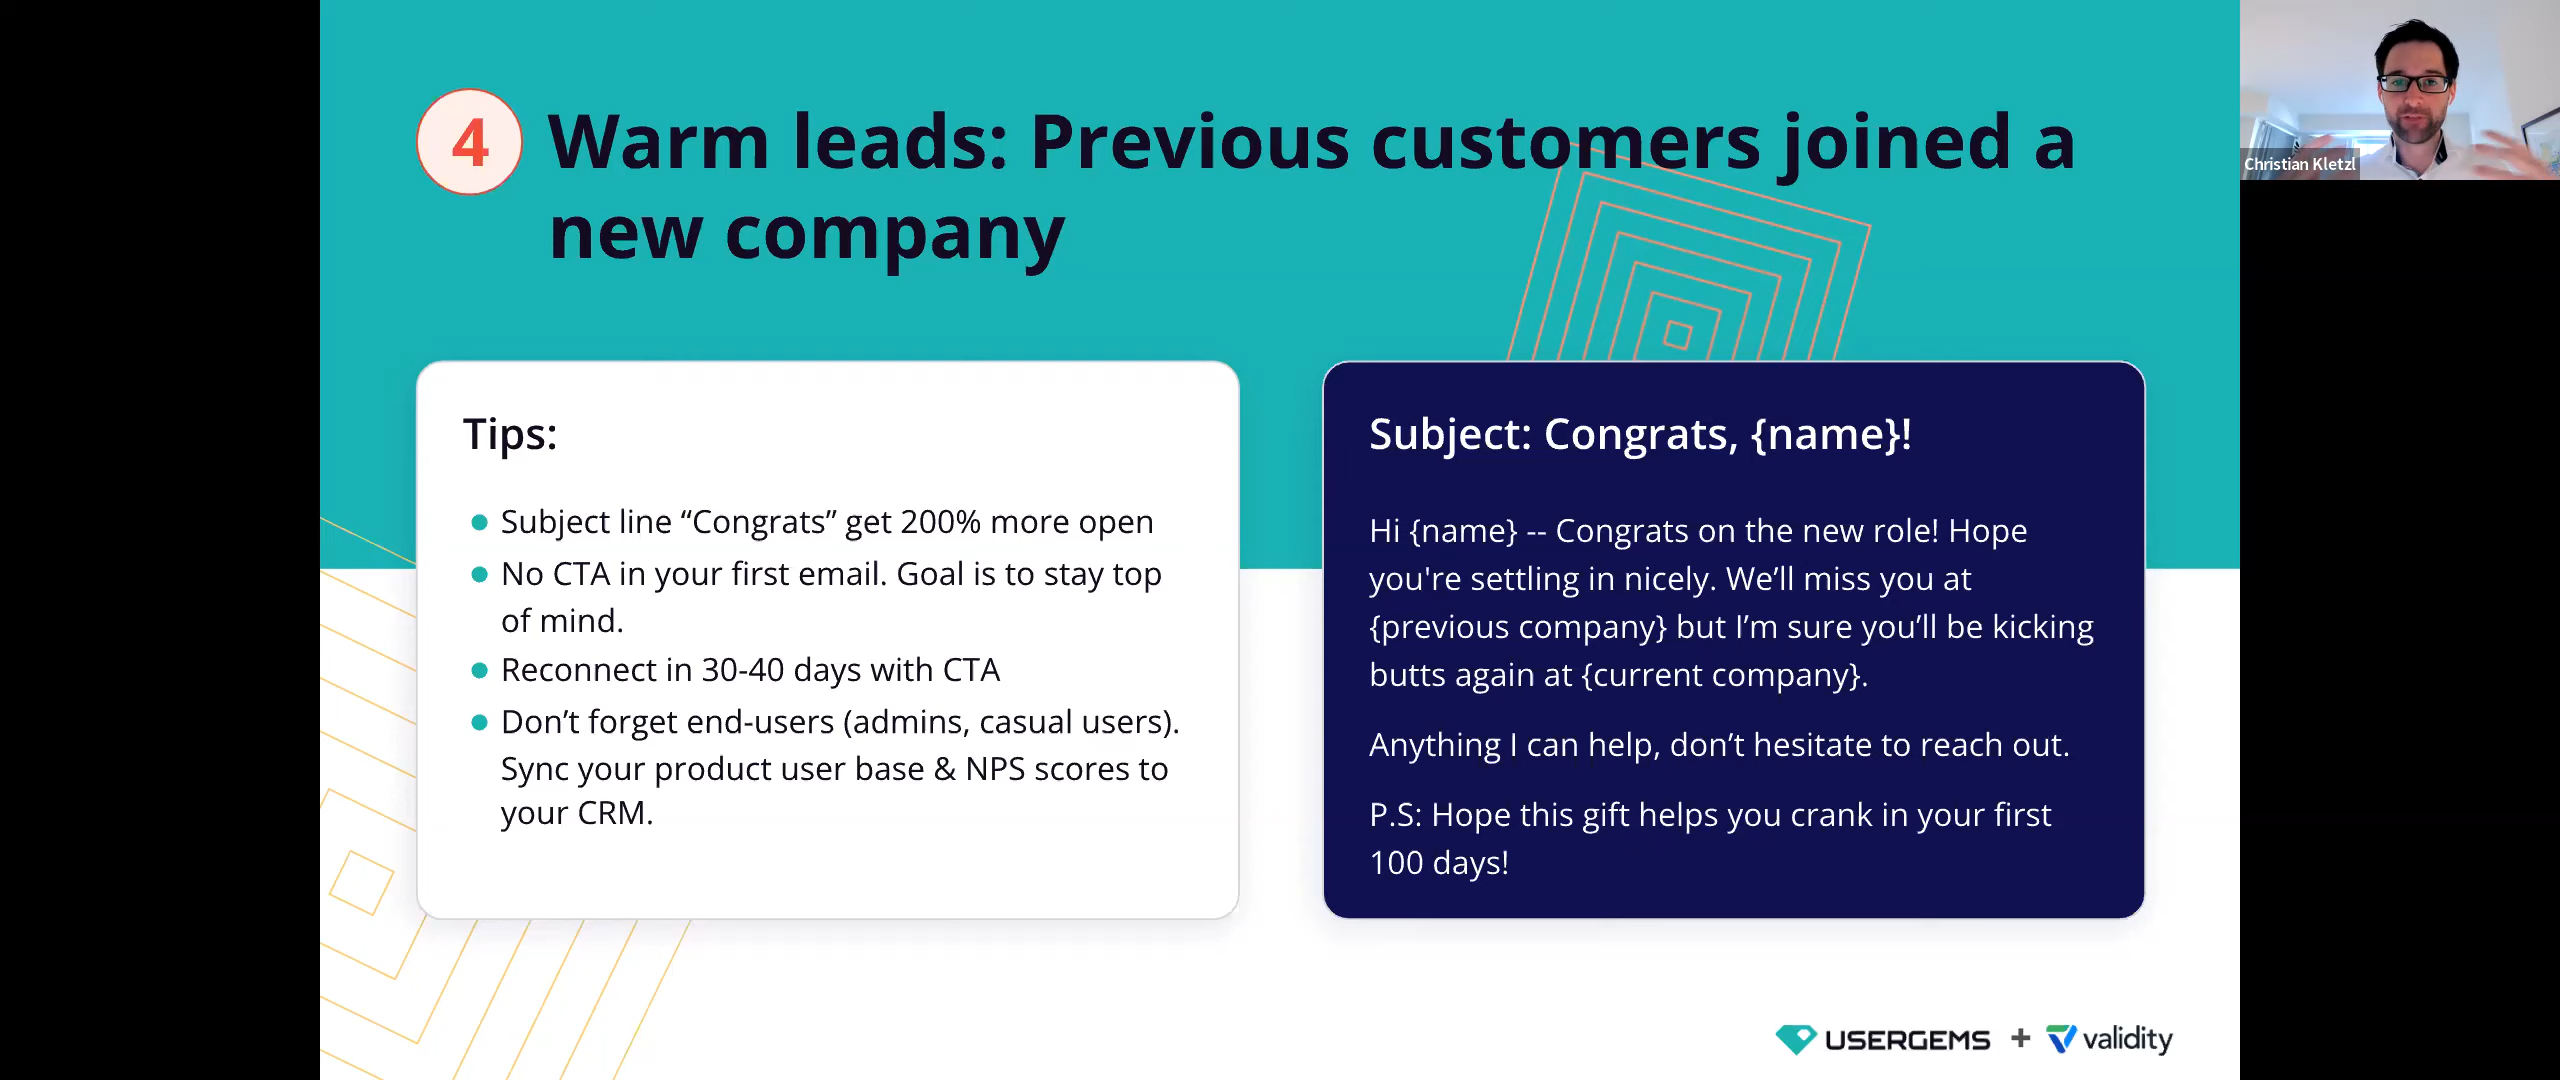 4
Warm leads: Previous customers joined a
new company
Christian Kletzl
Tips:
Subject line “Congrats” get 200% more open
No CTA in your first email. Goal is to stay top
of mind.
Reconnect in 30-40 days with CTA
Don’t forget end-users (admins, casual users).
Sync your product user base & NPS scores to
your CRM.
Subject: Congrats, {name}!
Hi {name} -- Congrats on the new role! Hope
you're settling in nicely. We’ll miss you at
{previous company} but I’m sure you’ll be kicking
butts again at {current company}.
Anything I can help, don’t hesitate to reach out.
P.S: Hope this gift helps you crank in your first
100 days!
USERGEMS + validity